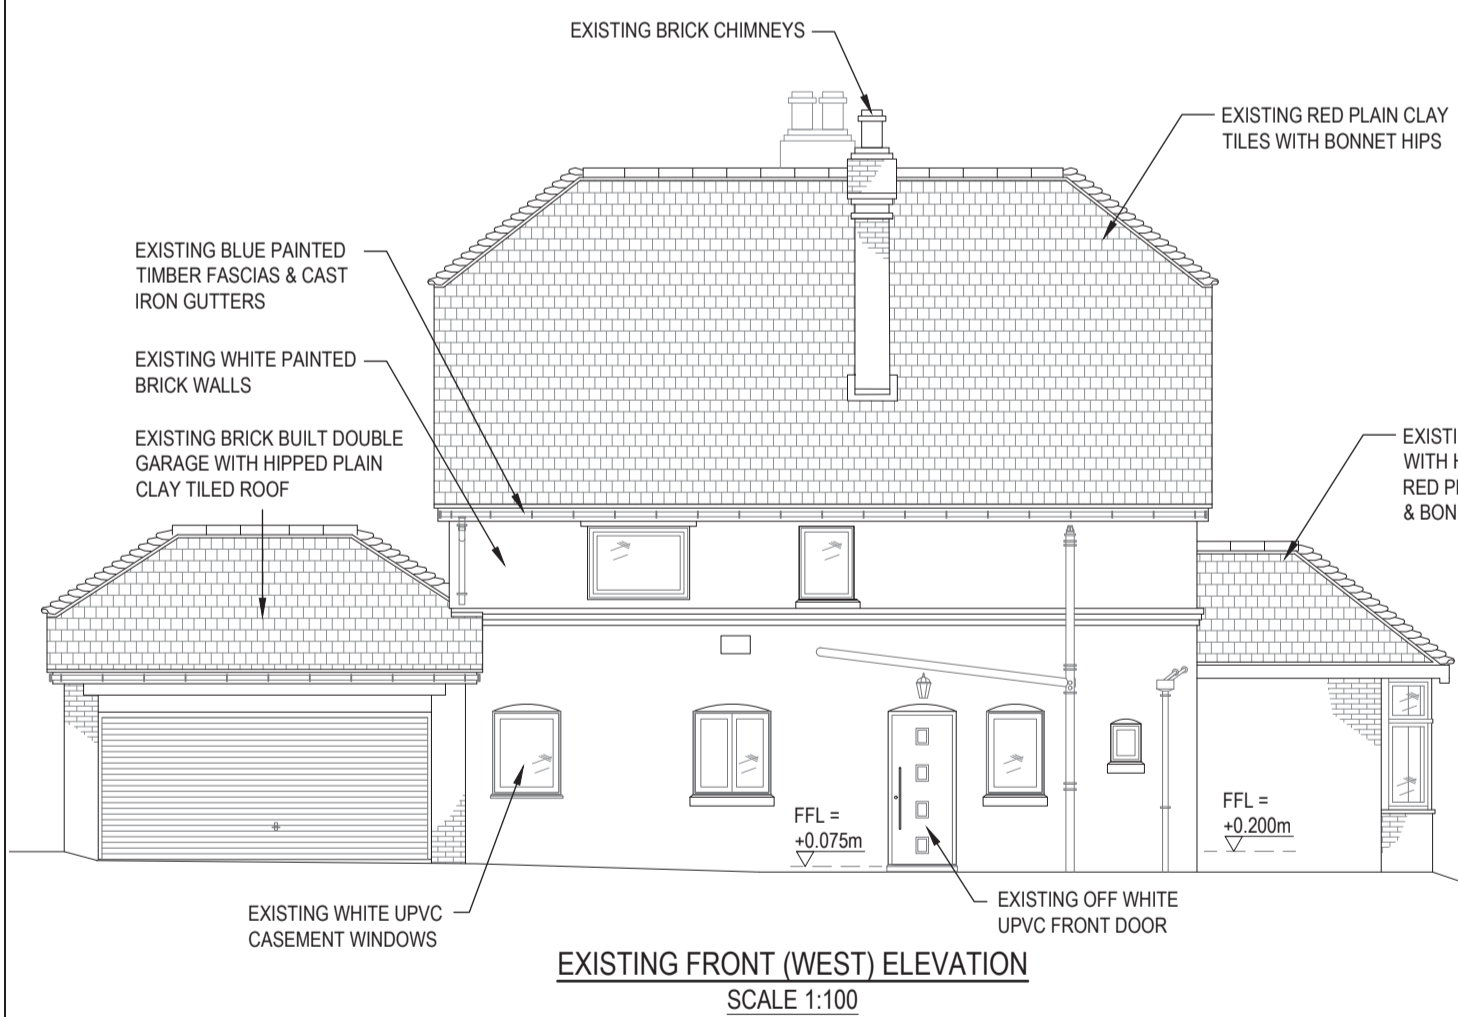 EXISTING BRICK CHIMNEYS
EXISTING RED PLAIN CLAY
TILES WITH BONNET HIPS
EXISTING BLUE PAINTED
TIMBER FASCIAS & CAST
IRON GUTTERS
EXISTING WHITE PAINTED
BRICK WALLS
EXISTING BRICK BUILT DOUBLE
GARAGE WITH HIPPED PLAIN
CLAY TILED ROOF
EXISTI
WITH H
RED PL
& BON
FFL =
+0.075m
FFL =
+0.200m
EXISTING WHITE UPVC
CASEMENT WINDOWS
EXISTING OFF WHITE
UPVC FRONT DOOR
EXISTING FRONT (WEST) ELEVATION
SCALE 1:100